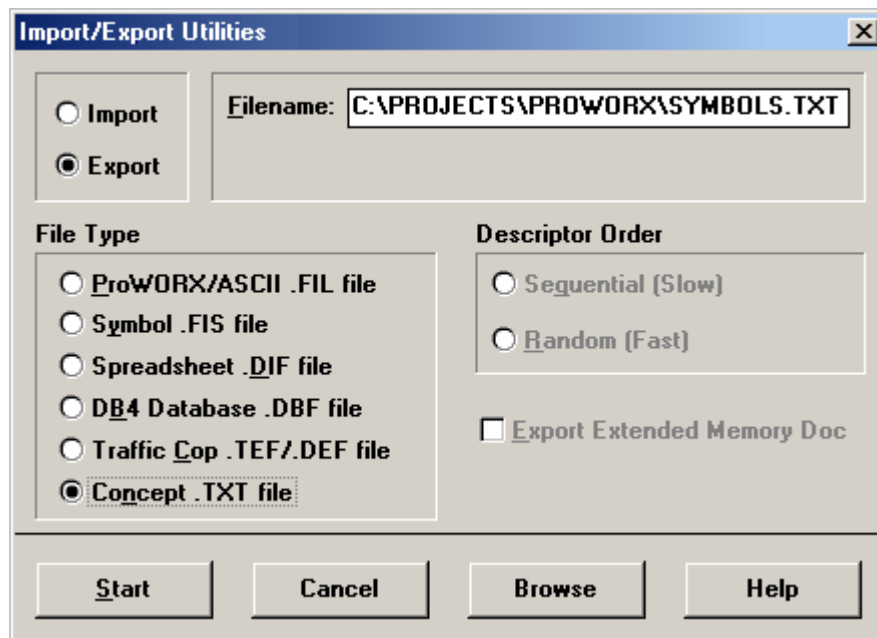 Import/Export Utilities
Import
Export
Filename: C:\PROJECTS\PROWORX\SYMBOLS.TXT
File Type
ProWORX/ASCII .FIL file
Symbol .FIS file
Spreadsheet .DIF file
DB4 Database .DBF file
Traffic Cop .TEF/.DEF file
Concept .TXT file
Descriptor Order
Sequential (Slow)
Random (Fast)
Export Extended Memory Doc
Start
Cancel
Browse
Help